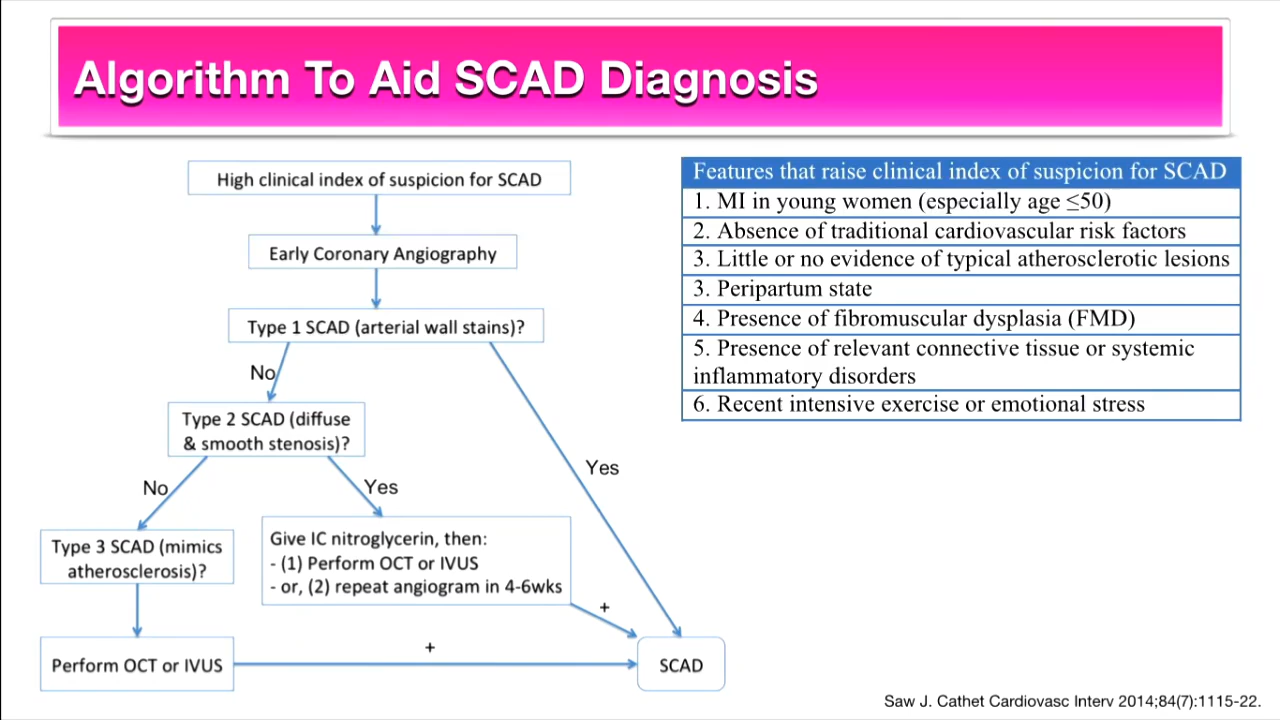 Algorithm To Aid SCAD Diagnosis
High clinical index of suspicion for SCAD
Early Coronary Angiography
Type 1 SCAD (arterial wall stains)?
No
Yes
Type 2 SCAD (diffuse
& smooth stenosis)?
No
Yes
Type 3 SCAD (mimics
atherosclerosis)?
Give IC nitroglycerin, then:
- (1) Perform OCT or IVUS
- or, (2) repeat angiogram in 4-6wks
+
Perform OCT or IVUS
+
SCAD
Features that raise clinical index of suspicion for SCAD
1. MI in young women (especially age ≤50)
2. Absence of traditional cardiovascular risk factors
3. Little or no evidence of typical atherosclerotic lesions
3. Peripartum state
4. Presence of fibromuscular dysplasia (FMD)
5. Presence of relevant connective tissue or systemic
inflammatory disorders
6. Recent intensive exercise or emotional stress
Saw J. Cathet Cardiovasc Interv 2014;84(7):1115-22.